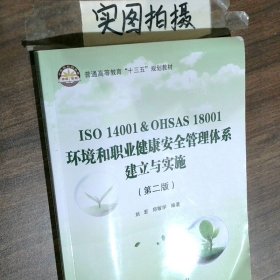 实图拍摄
普通高等教育"十三五"规划教材
ISO 14001 & OHSAS 18001
环境和职业健康安全管理体系
建立与实施
(第二版)
编著